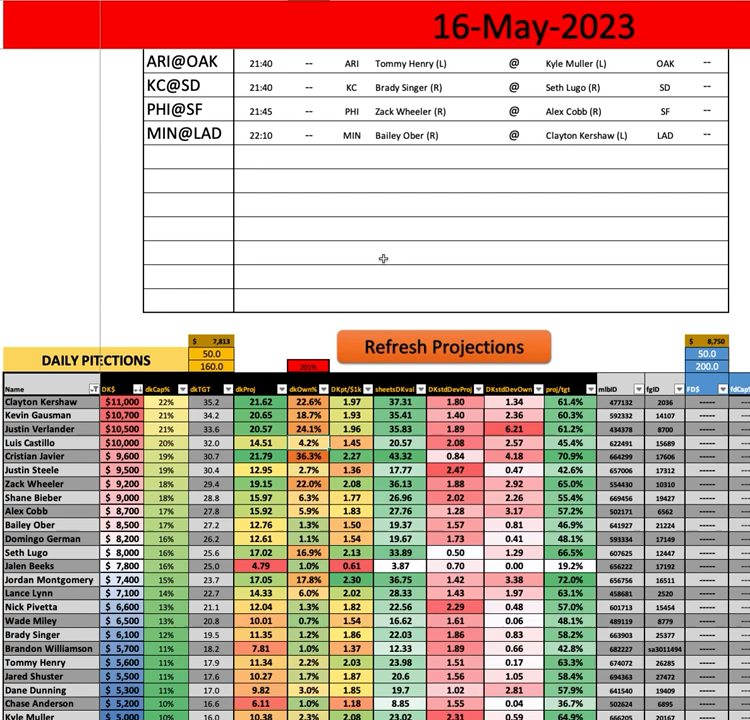 16-May-2023
ARI@OAK 21:40 -- ARI Tommy Henry (L) @ Kyle Muller (L) OAK --
KC@SD 21:40 -- KC Brady Singer (R) @ Seth Lugo (R) SD --
PHI@SF 21:45 -- PHI Zack Wheeler (R) @ Alex Cobb (R) SF --
MIN@LAD 22:10 -- MIN Bailey Ober (R) @ Clayton Kershaw (L) LAD --
$ 7,813 Refresh Projections $ 8,750
DAILY PITCTIONS 50.0 50.0
160.0 201% 200.0
Name DK$ dkCap% dkTGT dkProj dkOwn% DKpt/$1k sheetsDKval DKstdDevProj DKstdDevOwn proj/tgt mlbID fgID FD$ fdCapt
Clayton Kershaw $11,000 22% 35.2 21.62 22.6% 1.97 37.31 1.80 1.34 61.4% 477132 2036 -----
Kevin Gausman $10,700 21% 34.2 20.65 18.7% 1.93 35.41 1.40 2.36 60.3% 592332 14107 -----
Justin Verlander $10,500 21% 33.6 20.57 24.1% 1.96 35.83 1.89 6.21 61.2% 434378 8700 -----
Luis Castillo $10,000 20% 32.0 14.51 4.2% 1.45 20.57 2.08 2.57 45.4% 622491 15689 -----
Cristian Javier $ 9,600 19% 30.7 21.79 36.3% 2.27 43.32 0.84 4.18 70.9% 664299 17606 -----
Justin Steele $ 9,500 19% 30.4 12.95 2.7% 1.36 17.77 2.47 0.47 42.6% 657006 17312 -----
Zack Wheeler $ 9,200 18% 29.4 19.15 22.0% 2.08 36.13 1.88 2.92 65.0% 554430 10310 -----
Shane Bieber $ 9,000 18% 28.8 15.97 6.3% 1.77 26.96 2.02 2.26 55.4% 669456 19427 -----
Alex Cobb $ 8,700 17% 27.8 15.92 5.9% 1.83 27.76 1.28 3.17 57.2% 502171 6562 -----
Bailey Ober $ 8,500 17% 27.2 12.76 1.3% 1.50 19.37 1.57 0.81 46.9% 641927 21224 -----
Domingo German $ 8,200 16% 26.2 12.61 1.1% 1.54 19.37 1.73 0.41 48.1% 593334 17149 -----
Seth Lugo $ 8,000 16% 25.6 17.02 16.9% 2.13 33.89 0.50 1.29 66.5% 607625 12447 -----
Jalen Beeks $ 7,800 16% 25.0 4.79 1.0% 0.61 3.87 0.70 0.00 19.2% 656222 17192 -----
Jordan Montgomery $ 7,400 15% 23.7 17.05 17.8% 2.30 36.75 1.42 3.38 72.0% 656756 16511 -----
Lance Lynn $ 7,100 14% 22.7 14.33 6.0% 2.02 28.33 1.43 1.97 63.1% 458681 2520 -----
Nick Pivetta $ 6,600 13% 21.1 12.04 1.3% 1.82 22.56 2.29 0.48 57.0% 601713 15454 -----
Wade Miley $ 6,500 13% 20.8 10.01 0.7% 1.54 16.62 1.61 0.06 48.1% 489119 8779 -----
Brady Singer $ 6,100 12% 19.5 11.35 1.2% 1.86 22.03 1.86 0.83 58.2% 663903 25377 -----
Brandon Williamson $ 5,700 11% 18.2 7.81 1.0% 1.37 12.33 1.89 0.66 42.8% 682227 sa3011494 -----
Tommy Henry $ 5,600 11% 17.9 11.34 2.2% 2.03 23.98 1.51 0.17 63.3% 674072 26285 -----
Jared Shuster $ 5,500 11% 17.6 10.27 1.7% 1.87 20.6 1.56 1.05 58.4% 694363 27472 -----
Dane Dunning $ 5,300 11% 17.0 9.82 3.0% 1.85 19.7 1.02 2.81 57.9% 641540 19409 -----
Chase Anderson $ 5,200 10% 16.6 6.11 1.0% 1.18 8.85 1.55 0.04 36.7% 502624 6895 -----
Kyle Muller $ 5,000 10% 16.0 10.38 2.3% 2.08 23.02 2.31 0.59 64.9% 666205 20167 -----